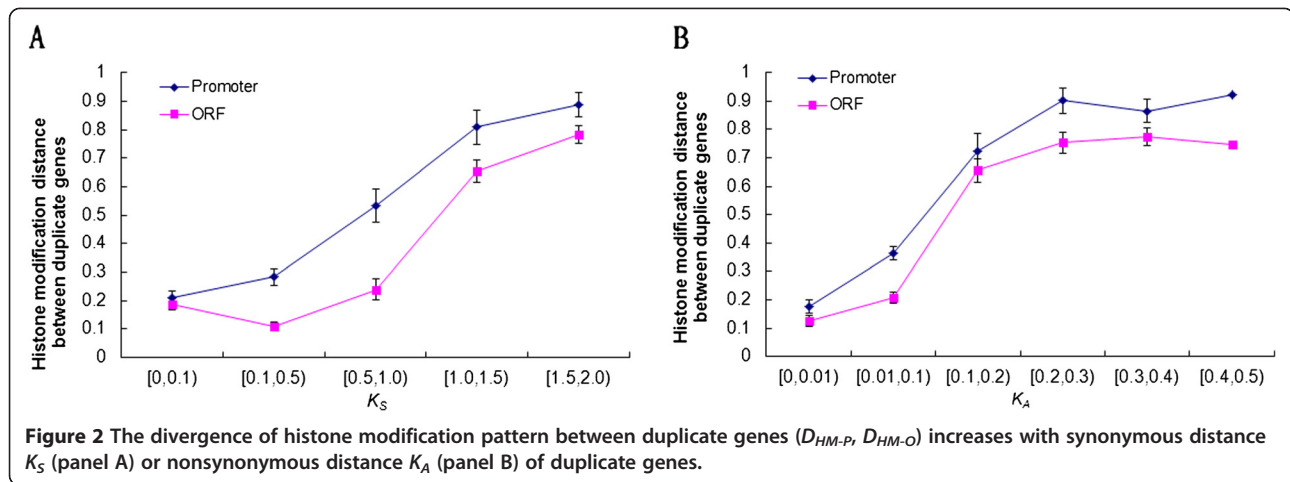 A
Histone modification distance
between duplicate genes
1
0.9
0.8
0.7
0.6
0.5
0.4
0.3
0.2
0.1
0
Promoter
ORF
[0,0.1) [0.1,0.5) [0.5,1.0) [1.0,1.5) [1.5,2.0)
KS
B
Histone modification distance
between duplicate genes
1
0.9
0.8
0.7
0.6
0.5
0.4
0.3
0.2
0.1
0
Promoter
ORF
[0,0.01) [0.01,0.1) [0.1,0.2) [0.2,0.3) [0.3,0.4) [0.4,0.5)
KA
Figure 2 The divergence of histone modification pattern between duplicate genes (DHM-P, DHM-O) increases with synonymous distance
KS (panel A) or nonsynonymous distance KA (panel B) of duplicate genes.